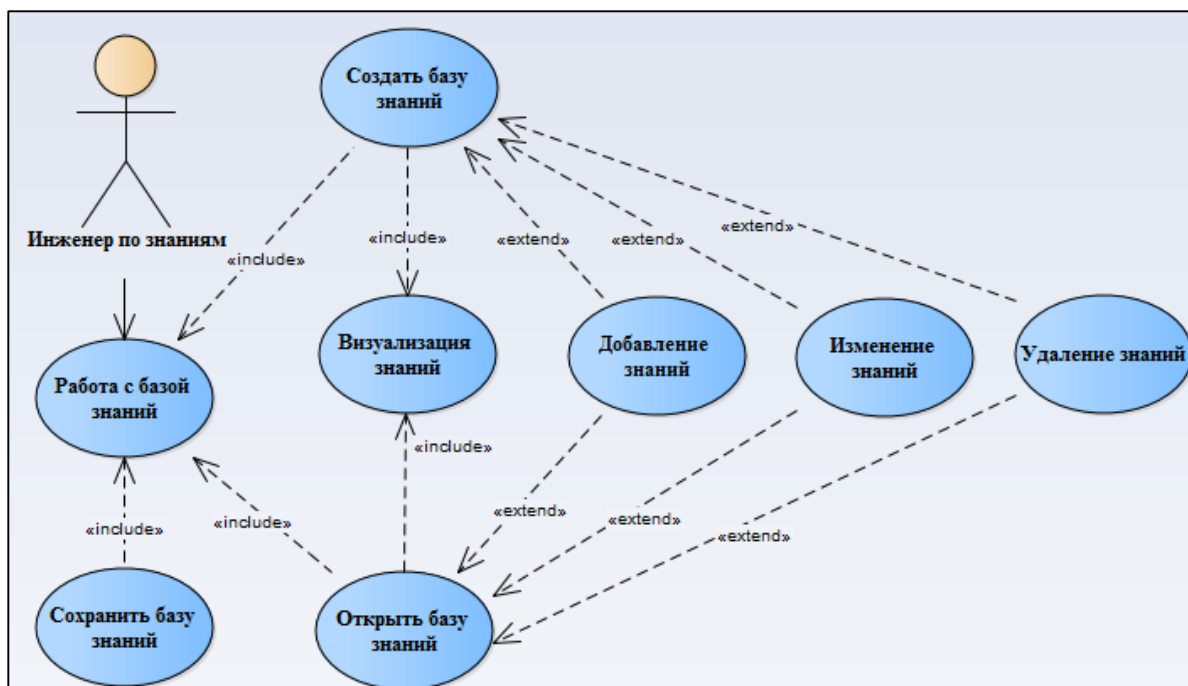 Создать базу
знаний
Инженер по знаниям
«include»
«include»
«extend»
«extend»
«extend»
Работа с базой
знаний
Визуализация
знаний
Добавление
знаний
Изменение
знаний
Удаление знаний
«include»
«include»
«include»
«extend»
«extend»
«extend»
Сохранить базу
знаний
Открыть базу
знаний